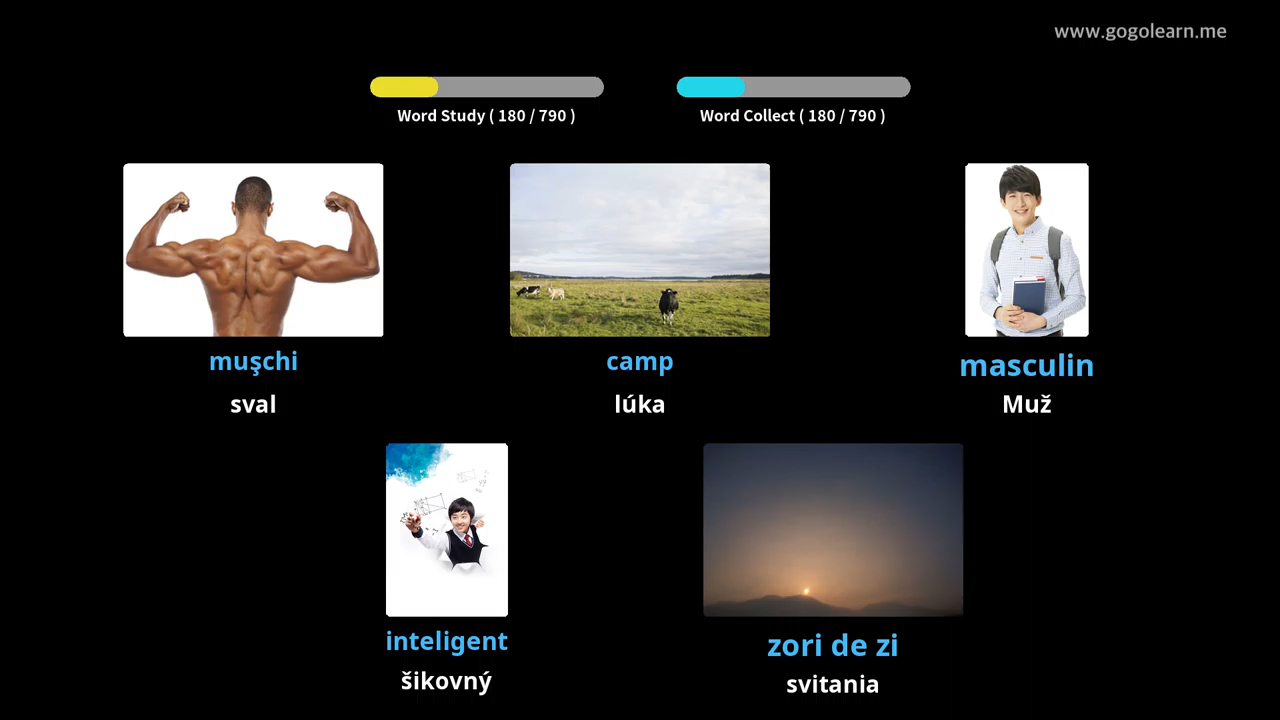 www.gogolearn.me
Word Study ( 180 / 790 )
Word Collect ( 180 / 790 )
muşchi
camp
masculin
sval
lúka
Muž
inteligent
zori de zi
šikovný
svitania